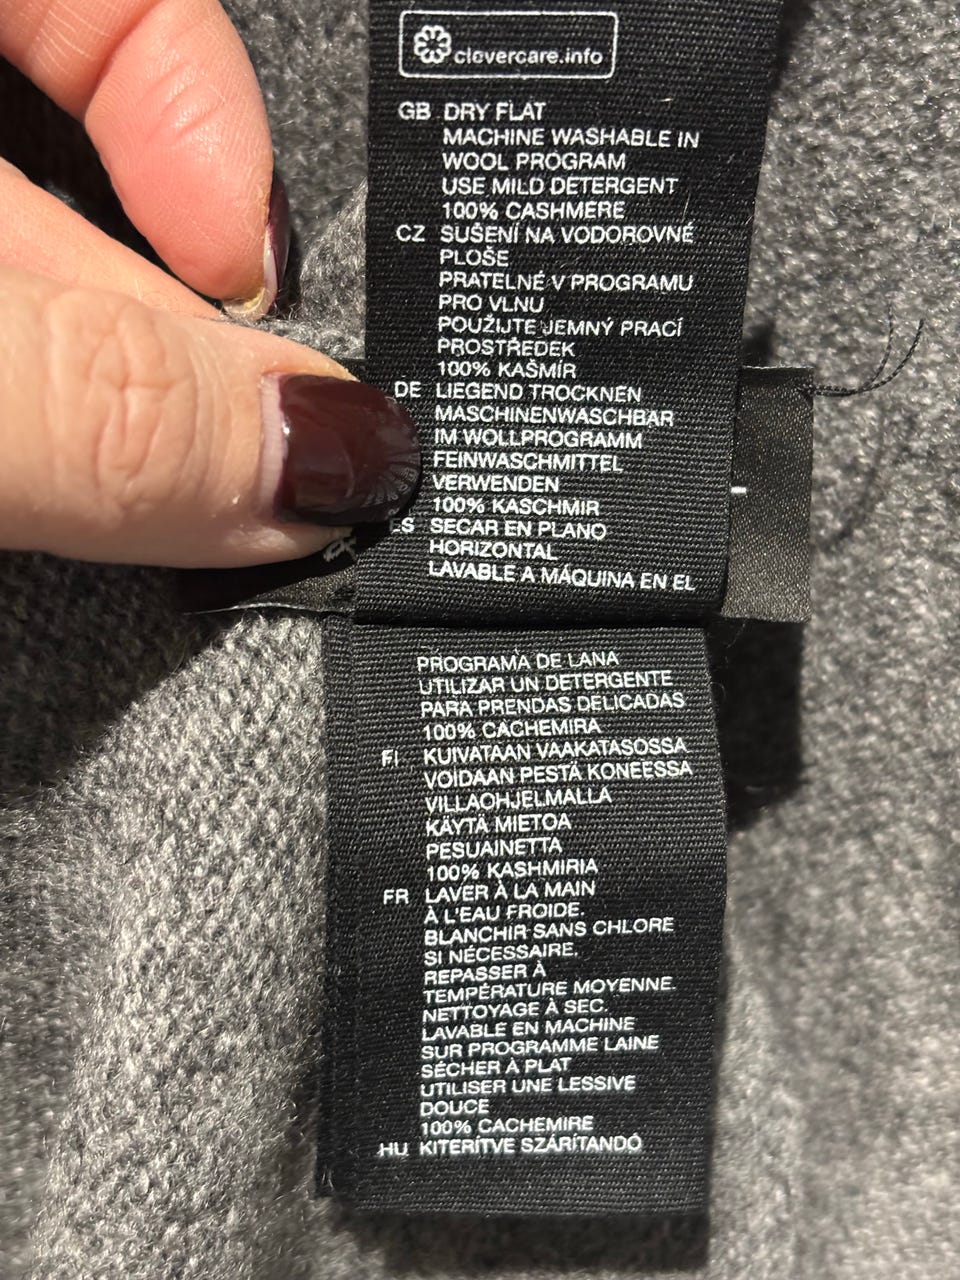 clevercare.info
GB DRY FLAT
MACHINE WASHABLE IN
WOOL PROGRAM
USE MILD DETERGENT
100% CASHMERE
CZ SUŠENÍ NA VODOROVNÉ
PLOŠE
PRATELNÉ V PROGRAMU
PRO VLNU
POUŽIJTE JEMNÝ PRACÍ
PROSTŘEDEK
100% KAŠMÍR
DE LIEGEND TROCKNEN
MASCHINENWASCHBAR
IM WOLLPROGRAMM
FEINWASCHMITTEL
VERWENDEN
100% KASCHMIR
ES SECAR EN PLANO
HORIZONTAL
LAVABLE A MÁQUINA EN EL
PROGRAMA DE LANA
UTILIZAR UN DETERGENTE
PARA PRENDAS DELICADAS
100% CACHEMIRA
FI KUIVATAAN VAAKATASOSSA
VOIDAAN PESTÄ KONEESSA
VILLAOHJELMALLA
KÄYTÄ MIETOA
PESUAINETTA
100% KASHMIRIA
FR LAVER À LA MAIN
À L'EAU FROIDE.
BLANCHIR SANS CHLORE
SI NÉCESSAIRE.
REPASSER À
TEMPÉRATURE MOYENNE.
NETTOYAGE À SEC.
LAVABLE EN MACHINE
SUR PROGRAMME LAINE
SÉCHER À PLAT
UTILISER UNE LESSIVE
DOUCE
100% CACHEMIRE
HU KITERÍTVE SZÁRÍTANDÓ